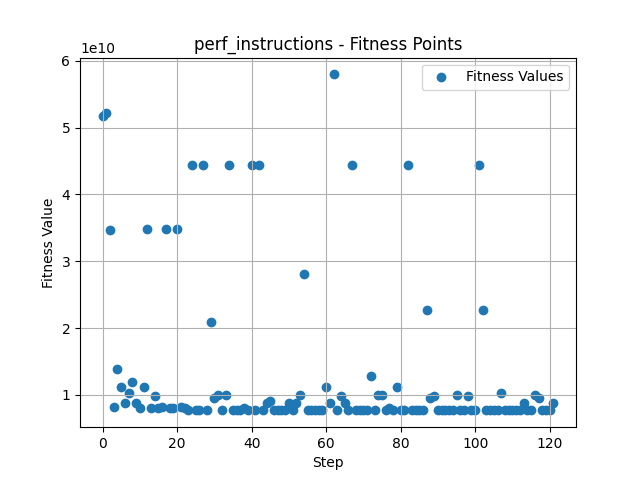 perf_instructions - Fitness Points
1e10
Fitness Values
6
5
4
3
2
1
Fitness Value
0 20 40 60 80 100 120
Step